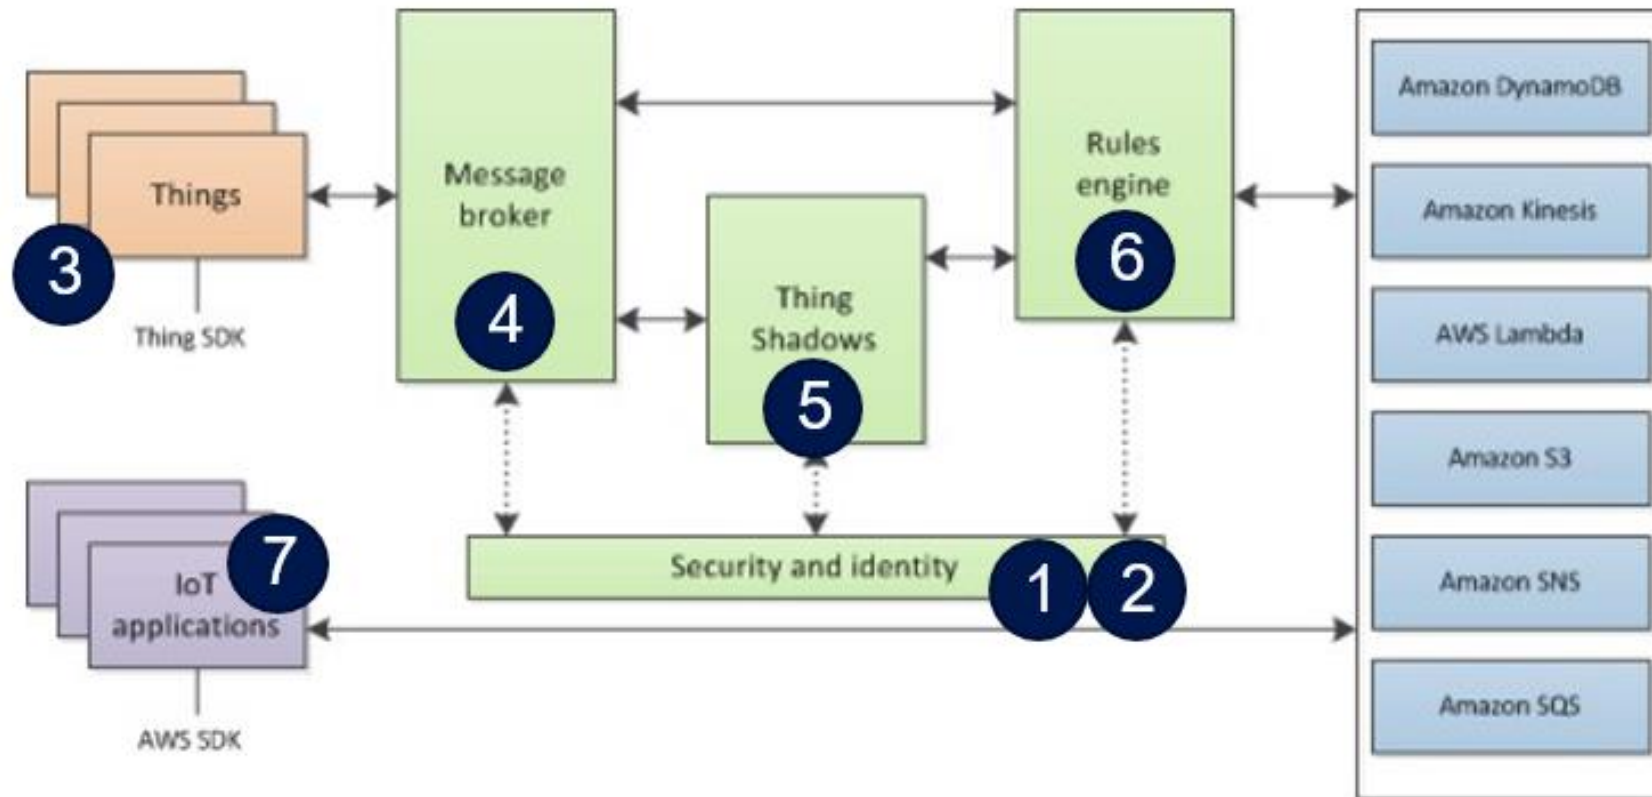 Things
3
Thing SDK
Message
broker
4
Thing
Shadows
5
Rules
engine
6
Security and identity
1
2
IoT
applications
7
AWS SDK
Amazon DynamoDB
Amazon Kinesis
AWS Lambda
Amazon S3
Amazon SNS
Amazon SQS